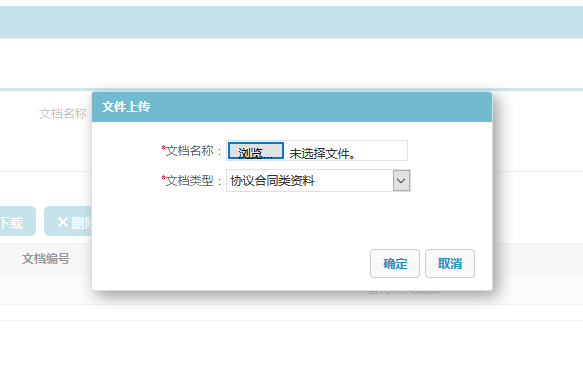 文件上传
文档名称
*文档名称：
浏览... 未选择文件。
*文档类型：
协议合同类资料
下载
删除
文档编号
确定
取消